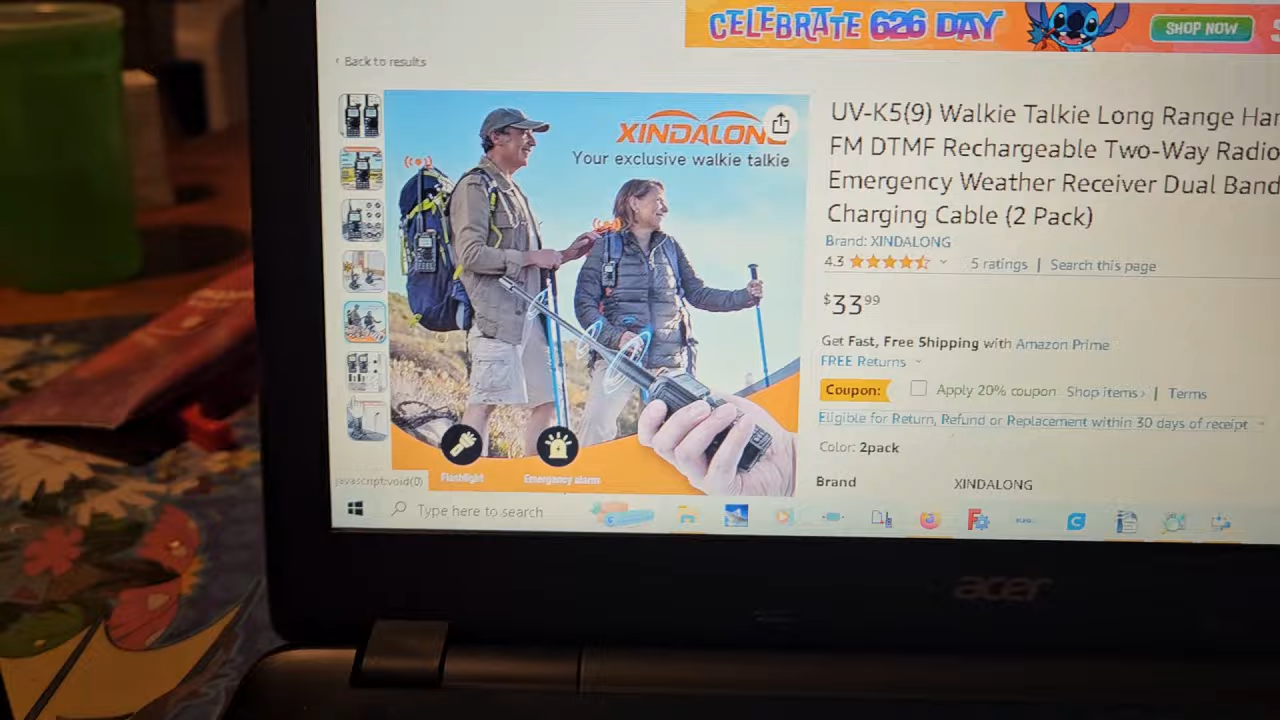 CELEBRATE 626 DAY
SHOP NOW
‹ Back to results
XINDALONG
Your exclusive walkie talkie
Flashlight
Emergency alarm
UV-K5(9) Walkie Talkie Long Range Han
FM DTMF Rechargeable Two-Way Radio
Emergency Weather Receiver Dual Band
Charging Cable (2 Pack)
Brand: XINDALONG
4.3 5 ratings | Search this page
$33.99
Get Fast, Free Shipping with Amazon Prime
FREE Returns
Coupon: Apply 20% coupon Shop items › | Terms
Eligible for Return, Refund or Replacement within 30 days of receipt
Color: 2pack
Brand XINDALONG
javascript:void(0)
Type here to search
acer